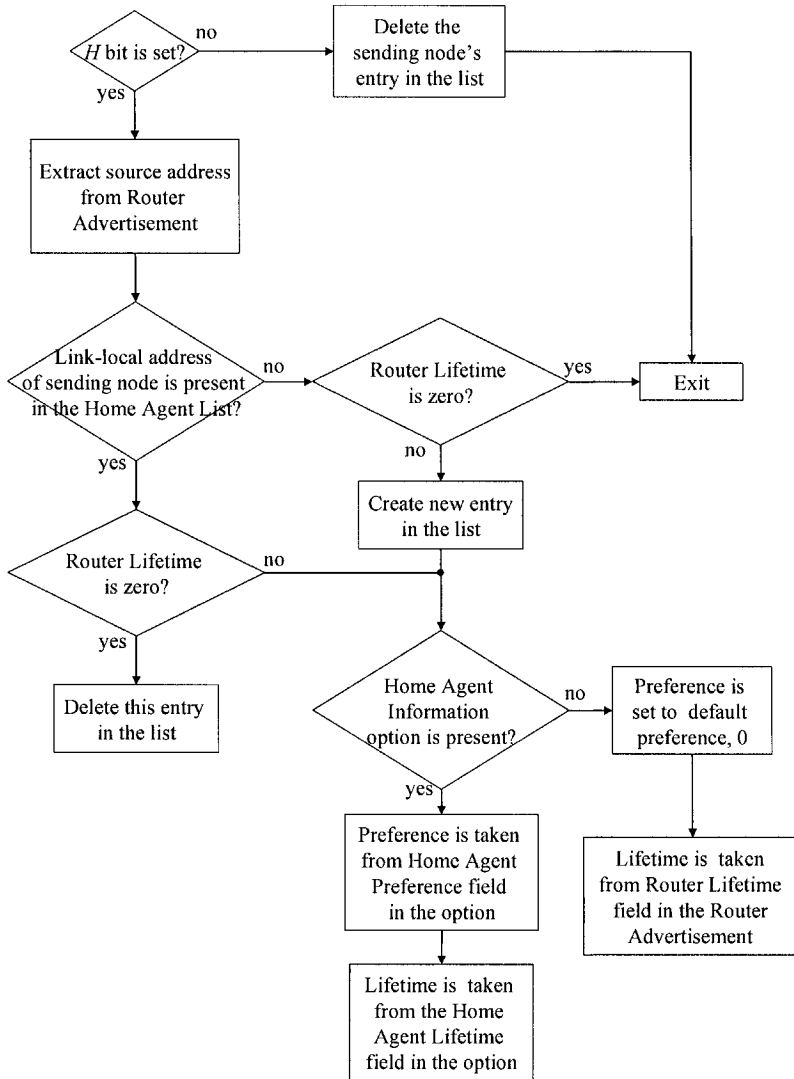 H bit is set?
no
Delete the
sending node's
entry in the list
yes
Extract source address
from Router
Advertisement
Link-local address
of sending node is present
in the Home Agent List?
no
Router Lifetime
is zero?
yes
Exit
yes
no
Create new entry
in the list
Router Lifetime
is zero?
no
yes
Delete this entry
in the list
Home Agent
Information
option is present?
no
Preference is
set to default
preference, 0
yes
Preference is taken
from Home Agent
Preference field
in the option
Lifetime is taken
from Router Lifetime
field in the Router
Advertisement
Lifetime is taken
from the Home
Agent Lifetime
field in the option